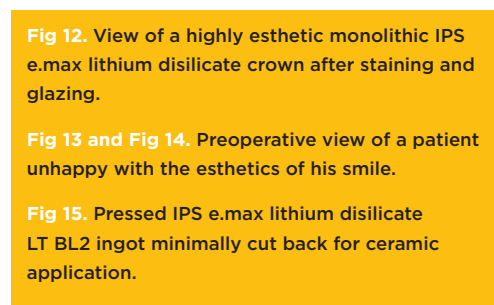 Fig 12. View of a highly esthetic monolithic IPS
e.max lithium disilicate crown after staining and
glazing.
Fig 13 and Fig 14. Preoperative view of a patient
unhappy with the esthetics of his smile.
Fig 15. Pressed IPS e.max lithium disilicate
LT BL2 ingot minimally cut back for ceramic
application.